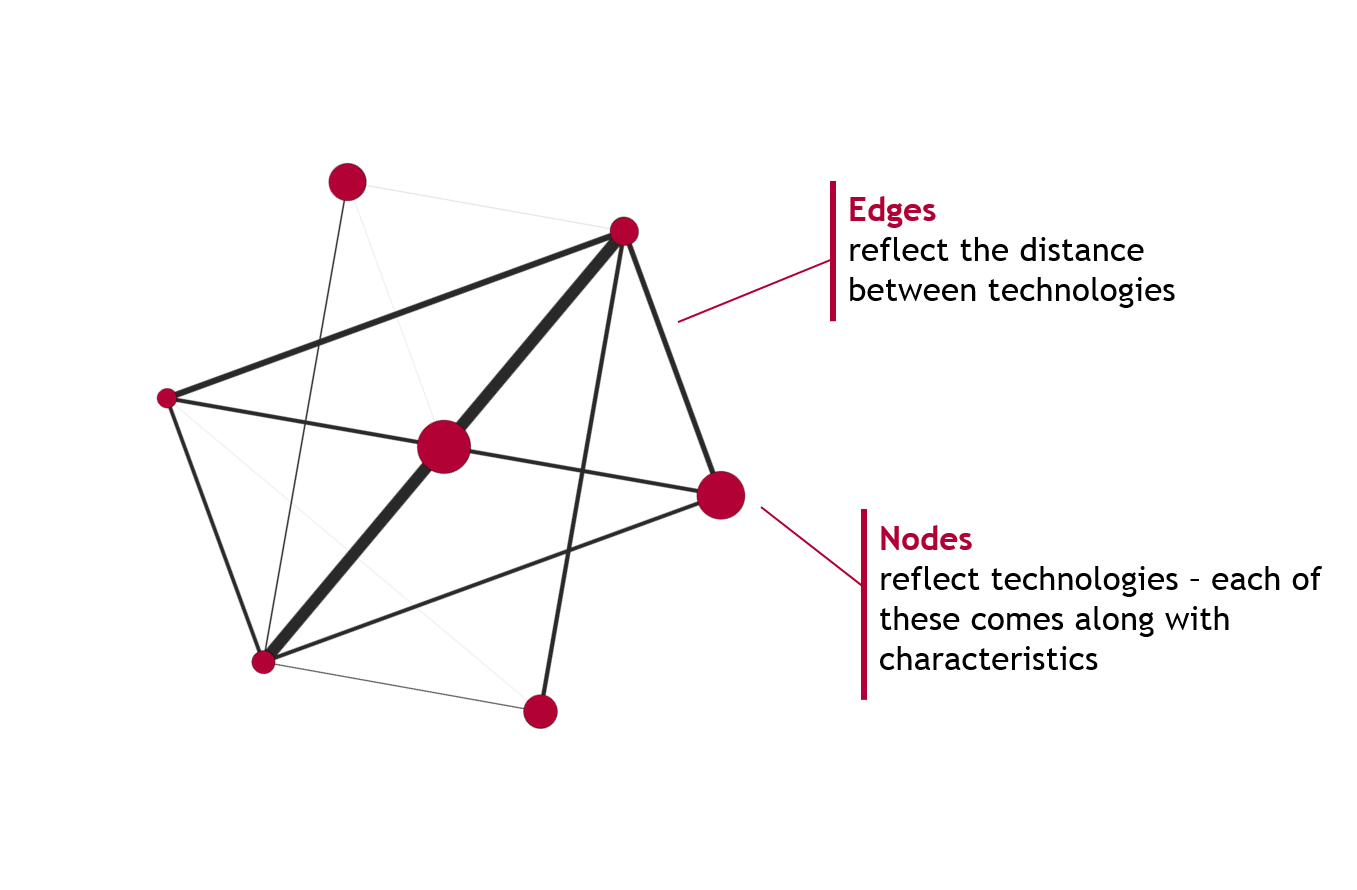 Edges
reflect the distance
between technologies
Nodes
reflect technologies – each of
these comes along with
characteristics